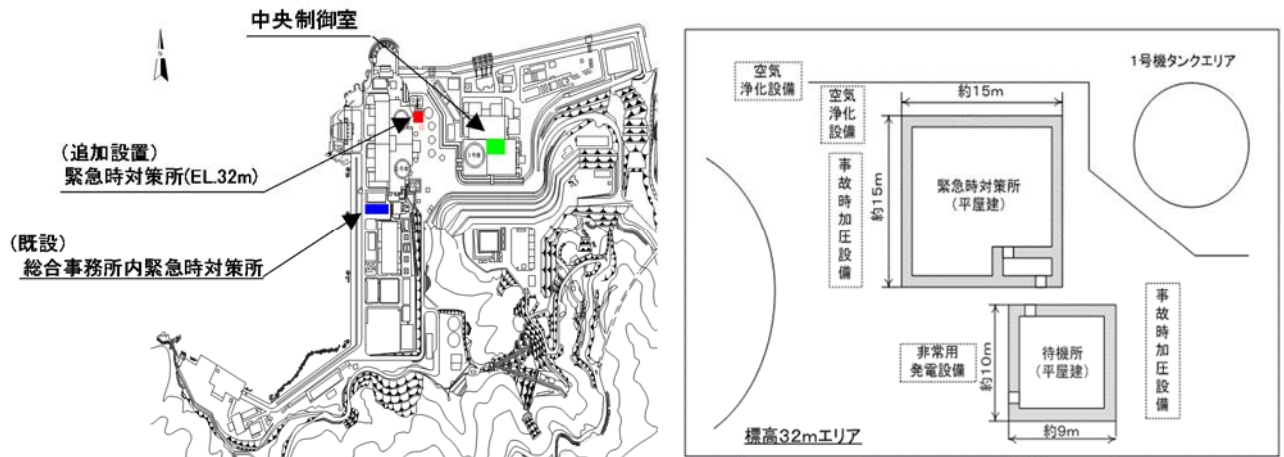 中央制御室
N
(追加設置)
緊急時対策所(EL.32m)
(既設)
総合事務所内緊急時対策所
空気
浄化設備
空気
浄化設備
事故時加圧設備
約15m
約15m
緊急時対策所
(平屋建)
1号機タンクエリア
非常用
発電設備
約10m
待機所
(平屋建)
約9m
事故時加圧設備
標高32mエリア